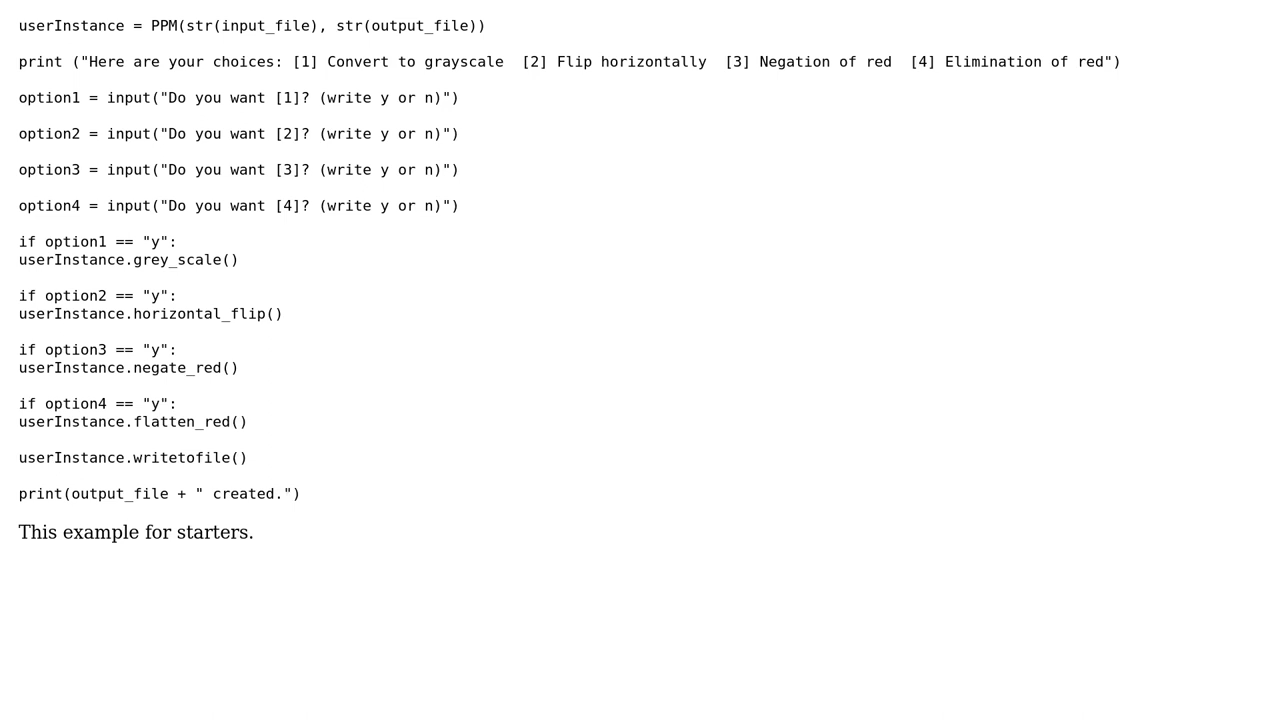 userInstance = PPM(str(input_file), str(output_file))
print ("Here are your choices: [1] Convert to grayscale  [2] Flip horizontally  [3] Negation of red  [4] Elimination of red")
option1 = input("Do you want [1]? (write y or n)")
option2 = input("Do you want [2]? (write y or n)")
option3 = input("Do you want [3]? (write y or n)")
option4 = input("Do you want [4]? (write y or n)")
if option1 == "y":
userInstance.grey_scale()
if option2 == "y":
userInstance.horizontal_flip()
if option3 == "y":
userInstance.negate_red()
if option4 == "y":
userInstance.flatten_red()
userInstance.writetofile()
print(output_file + " created.")
This example for starters.